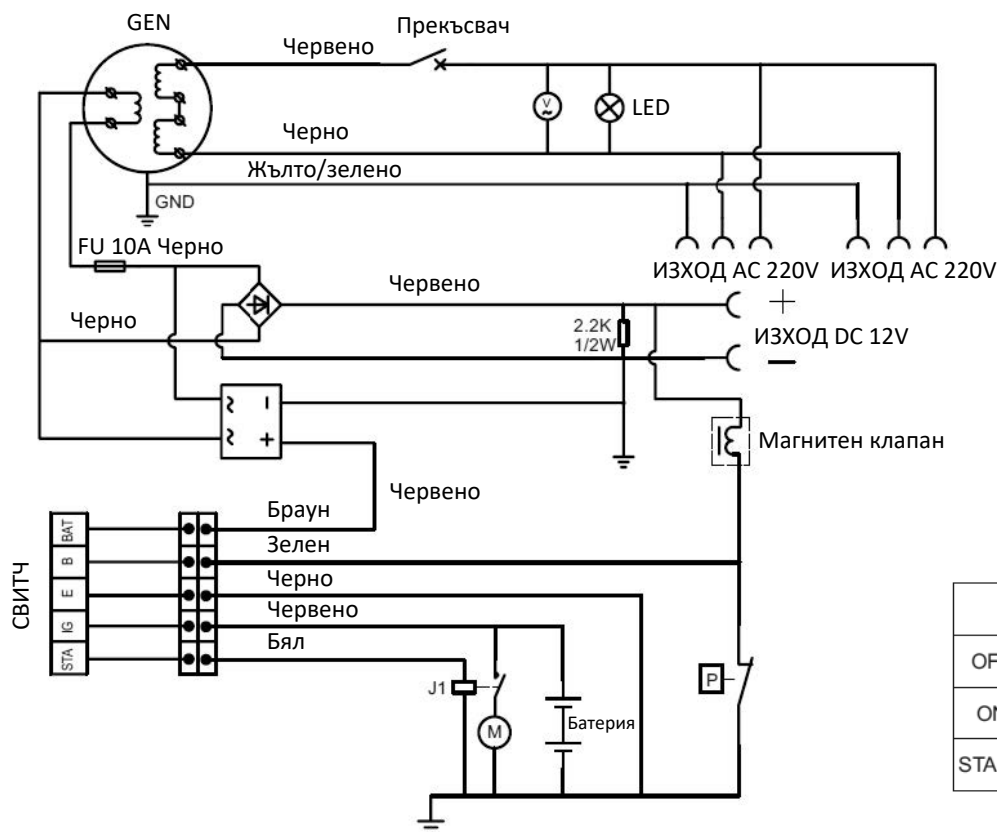 GEN
Прекъсвач
Червено
V
~
LED
Черно
Жълто/зелено
GND
FU 10A Черно
ИЗХОД AC 220V ИЗХОД AC 220V
Червено
+
Черно
2.2K
1/2W
ИЗХОД DC 12V
—
~ −
~ +
Магнитен клапан
Червено
СВИТЧ
BAT
Браун
B
Зелен
E
Черно
IG
Червено
STA
Бял
J1
P
M
Батерия